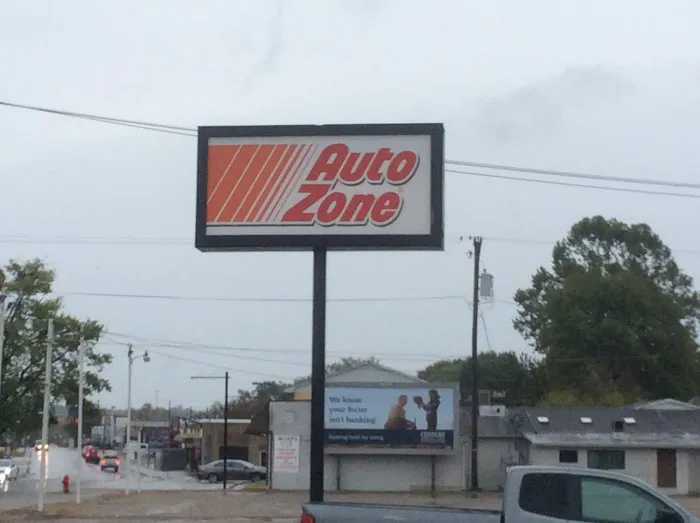 Auto
Zone
We know
your focus
isn't banking
CENTURY